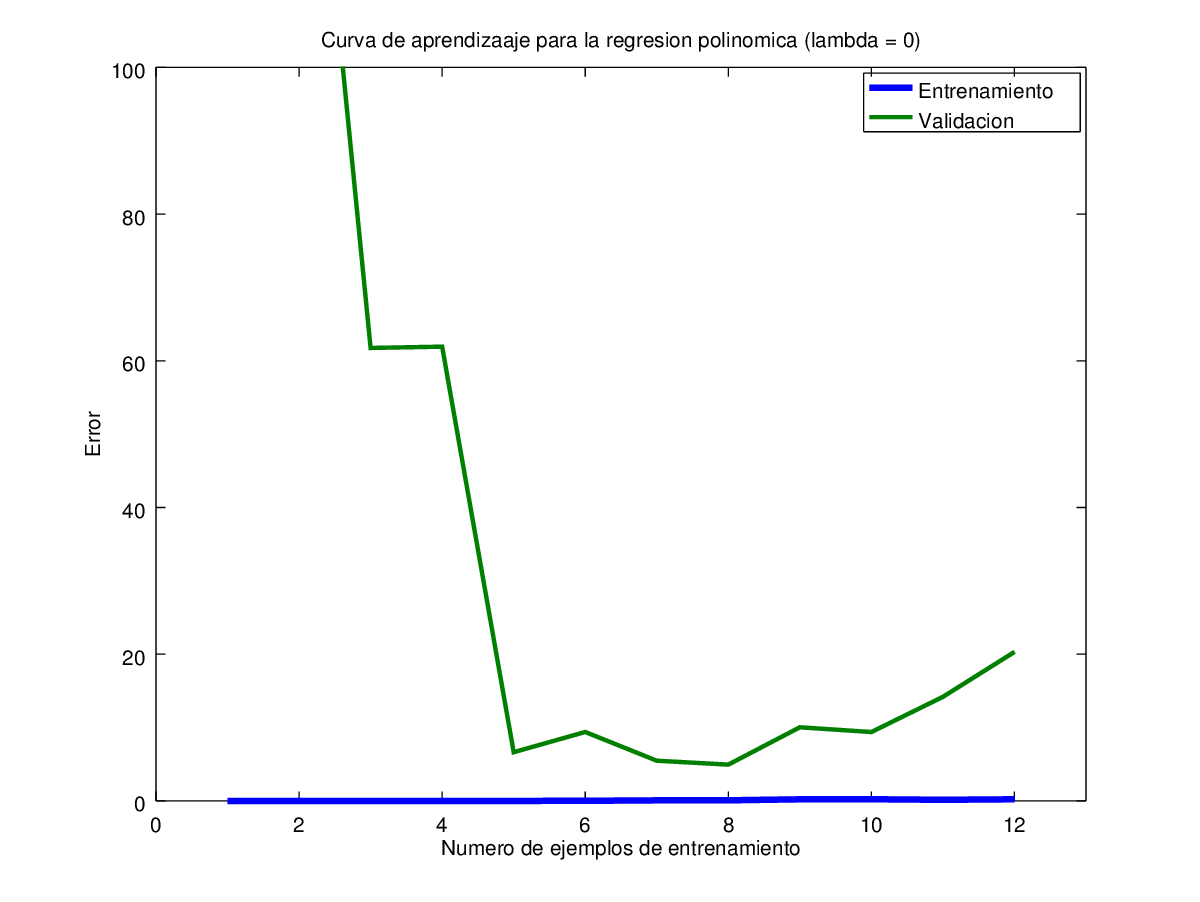 Curva de aprendizaaje para la regresion polinomica (lambda = 0)
Entrenamiento
Validacion
100
80
60
40
20
0
Error
0 2 4 6 8 10 12
Numero de ejemplos de entrenamiento